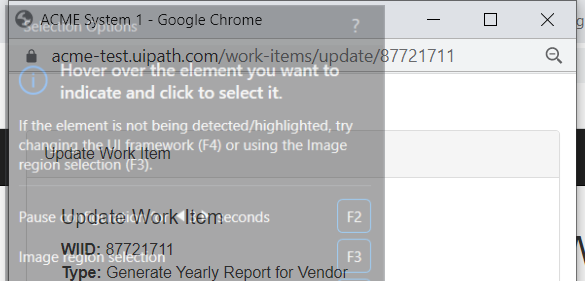 ACME System 1 - Google Chrome
Selection Options
?
acme-test.uipath.com/work-items/update/87721711
Hover over the element you want to
indicate and click to select it.
If the element is not being detected/highlighted, try
changing the UI framework (F4) or using the Image
region selection (F3).
Update Work Item
Pause configuration for seconds
F2
Update Work Item
WIID: 87721711
Image region selection
F3
Type: Generate Yearly Report for Vendor